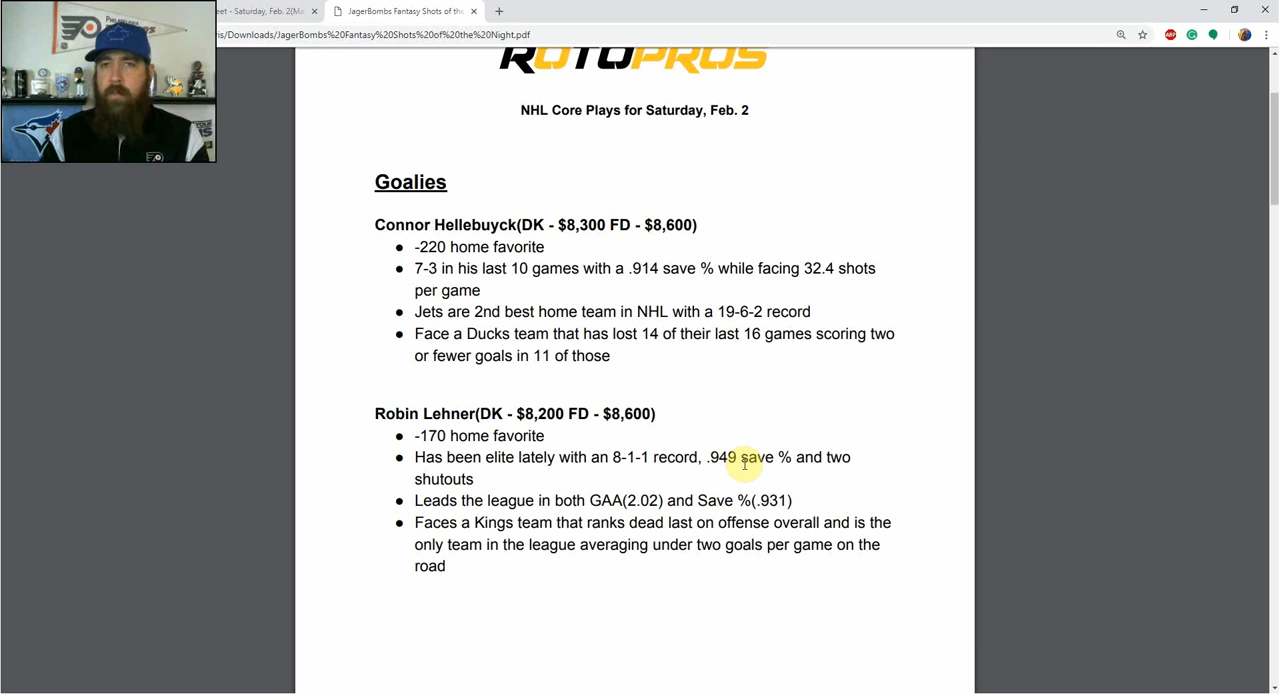 PHILADELPHIA
eet - Saturday, Feb. 2(Ma
JagerBombs Fantasy Shots of the
is/Downloads/JagerBombs%20Fantasy%20Shots%20of%20the%20Night.pdf
ABP
ROTOPROS
NHL Core Plays for Saturday, Feb. 2
Goalies
Connor Hellebuyck(DK - $8,300 FD - $8,600)
● -220 home favorite
● 7-3 in his last 10 games with a .914 save % while facing 32.4 shots
per game
● Jets are 2nd best home team in NHL with a 19-6-2 record
● Face a Ducks team that has lost 14 of their last 16 games scoring two
or fewer goals in 11 of those
Robin Lehner(DK - $8,200 FD - $8,600)
● -170 home favorite
● Has been elite lately with an 8-1-1 record, .949 save % and two
shutouts
● Leads the league in both GAA(2.02) and Save %(.931)
● Faces a Kings team that ranks dead last on offense overall and is the
only team in the league averaging under two goals per game on the
road